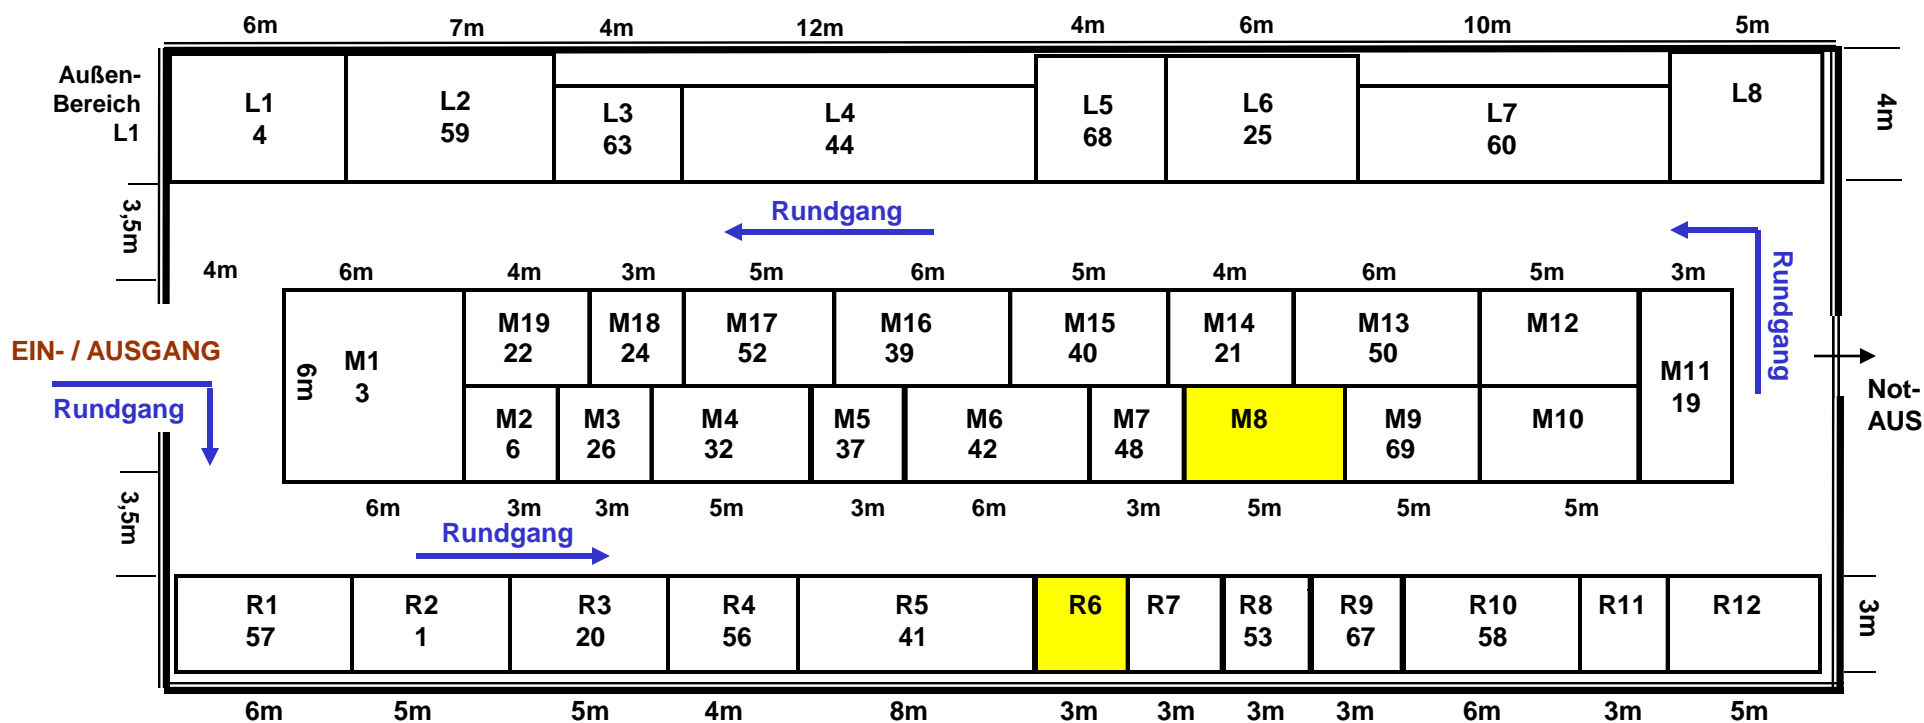 6m 7m 4m 12m 4m 6m 10m 5m
Außen-
Bereich
L1
L1 L2 L3 L4 L5 L6 L7 L8
4 59 63 44 68 25 60
4m
3,5m
Rundgang
Rundgang
4m 6m 4m 3m 5m 6m 5m 4m 6m 5m 3m
EIN- / AUSGANG
Rundgang
6m
M1
3
M19 M18 M17 M16 M15 M14 M13 M12
22 24 52 39 40 21 50
M11
19
M2 M3 M4 M5 M6 M7 M8 M9 M10
6 26 32 37 42 48 69
Not-
AUS
3,5m
6m 3m 3m 5m 3m 6m 3m 5m 5m 5m
Rundgang
R1 R2 R3 R4 R5 R6 R7 R8 R9 R10 R11 R12
57 1 20 56 41 53 67 58
3m
6m 5m 5m 4m 8m 3m 3m 3m 3m 6m 3m 5m